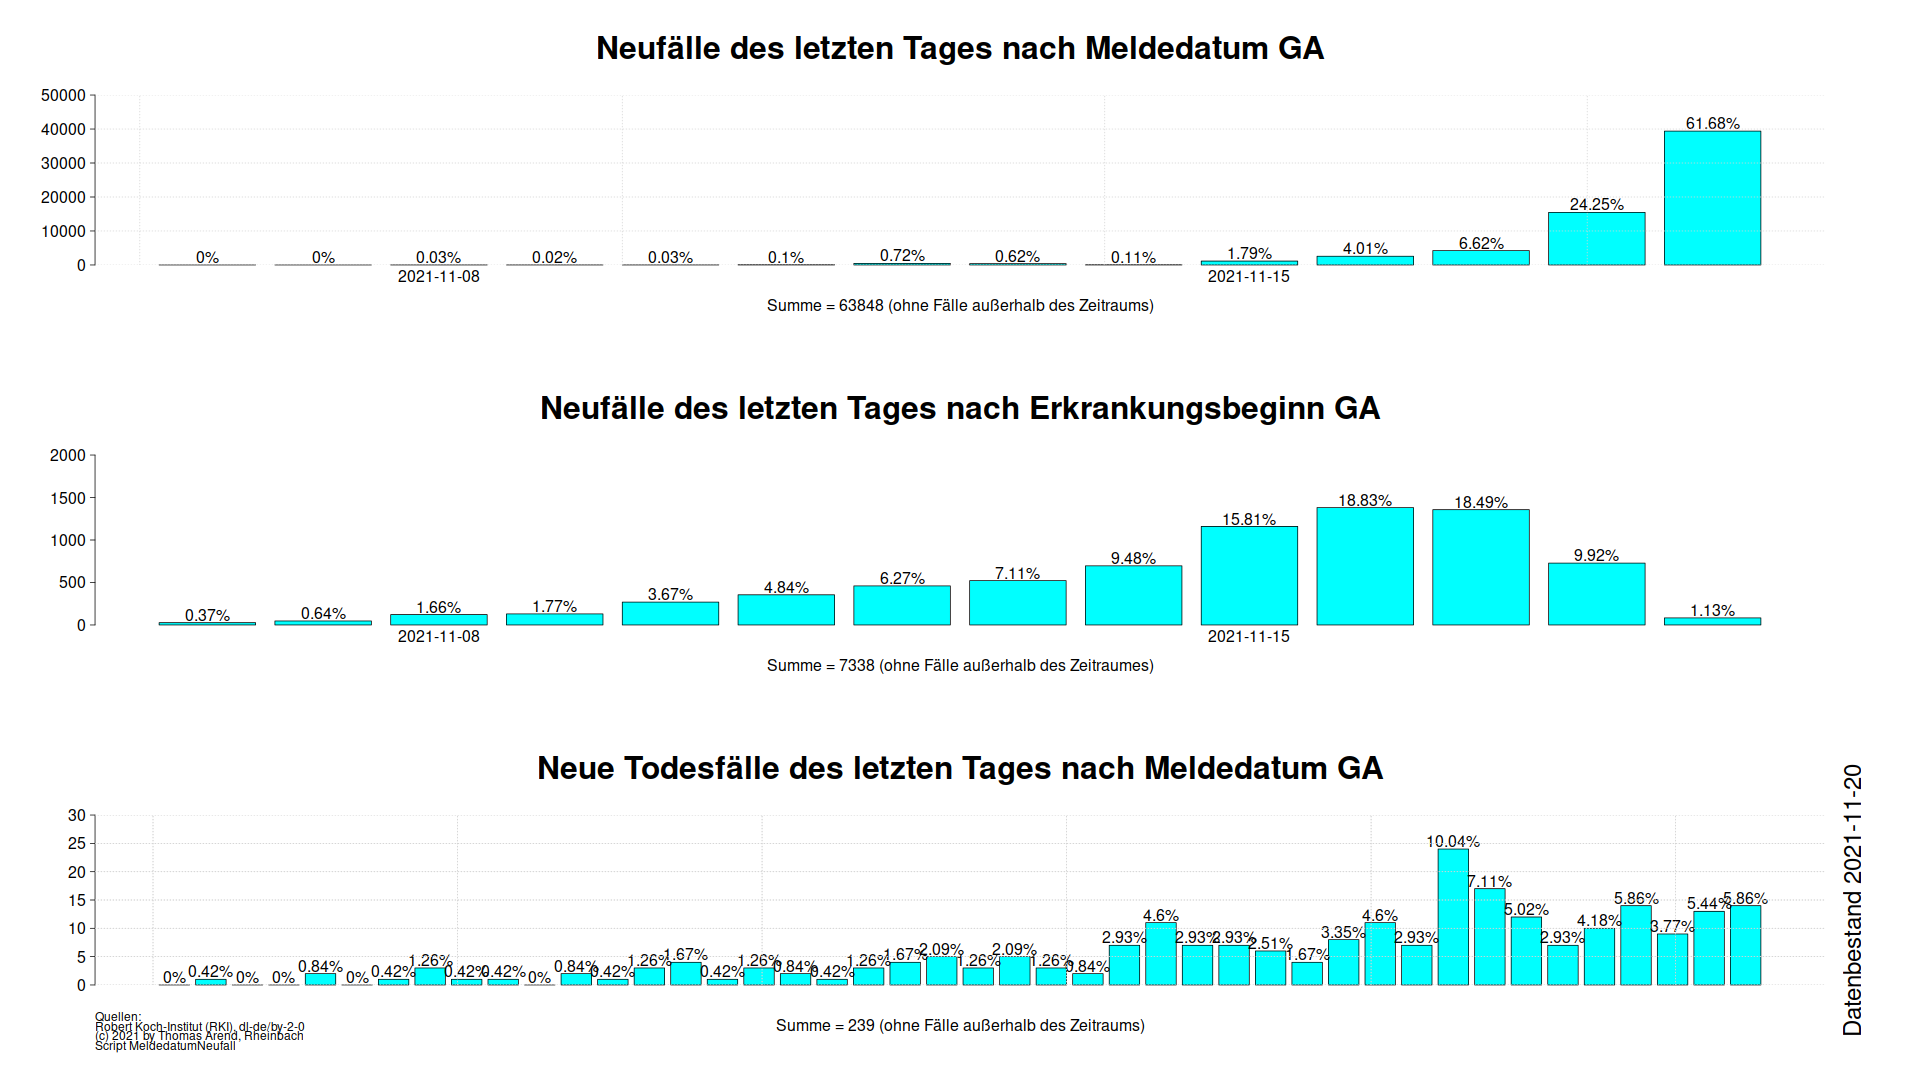 Neufälle des letzten Tages nach Meldedatum GA
50000
40000
30000
20000
10000
0
0% 0% 0.03% 0.02% 0.03% 0.1% 0.72% 0.62% 0.11% 1.79% 4.01% 6.62% 24.25% 61.68%
2021-11-08 2021-11-15
Summe = 63848 (ohne Fälle außerhalb des Zeitraums)
Neufälle des letzten Tages nach Erkrankungsbeginn GA
2000
1500
1000
500
0
0.37% 0.64% 1.66% 1.77% 3.67% 4.84% 6.27% 7.11% 9.48% 15.81% 18.83% 18.49% 9.92% 1.13%
2021-11-08 2021-11-15
Summe = 7338 (ohne Fälle außerhalb des Zeitraumes)
Neue Todesfälle des letzten Tages nach Meldedatum GA
30
25
20
15
10
5
0
0% 0.42% 0% 0% 0.84% 0% 0.42% 1.26% 0.42% 0.42% 0% 0.84% 0.42% 1.26% 1.67% 0.42% 1.26% 0.84% 0.42% 1.26% 1.67% 2.09% 1.26% 2.09% 1.26% 0.84% 2.93% 4.6% 2.93% 2.93% 2.51% 1.67% 3.35% 4.6% 2.93% 10.04% 7.11% 5.02% 2.93% 4.18% 5.86% 3.77% 5.44% 5.86%
Summe = 239 (ohne Fälle außerhalb des Zeitraums)
Quellen:
Robert Koch-Institut (RKI), dl-de/by-2-0
(c) 2021 by Thomas Arend, Rheinbach
Script MeldedatumNeufall
Datenbestand 2021-11-20